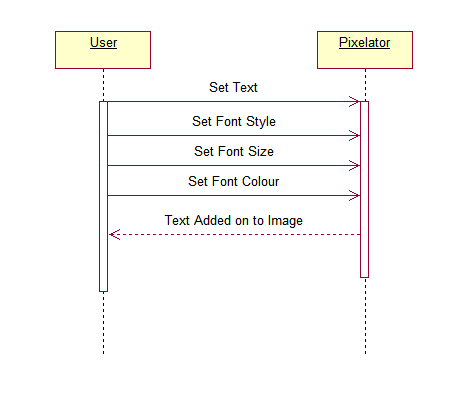 User
Pixelator
Set Text
Set Font Style
Set Font Size
Set Font Colour
Text Added on to Image